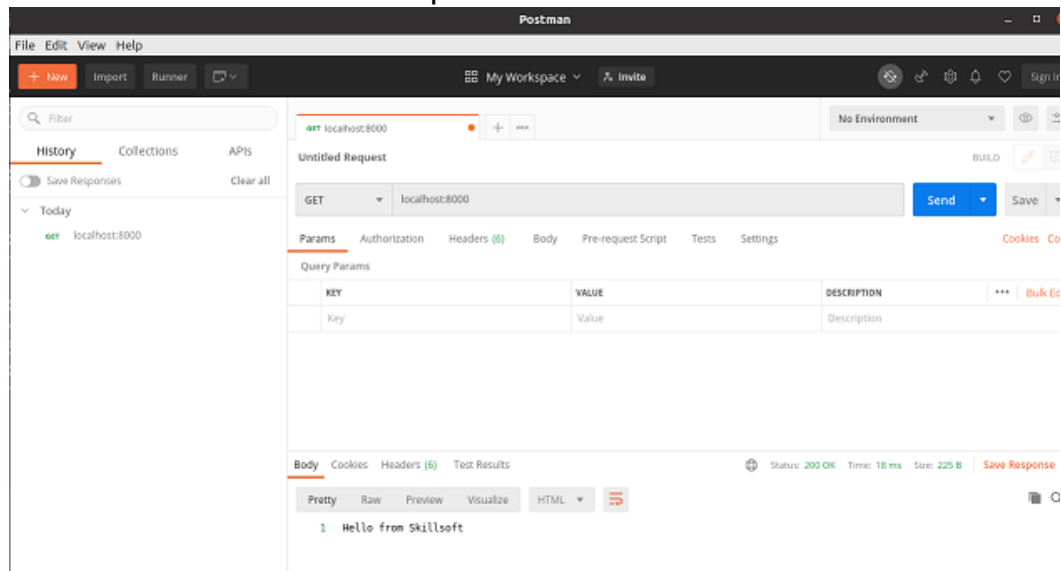 Postman
File Edit View Help
+ New Import Runner My Workspace Invite
Filter
GET localhost:8000
No Environment
History Collections APIs
Untitled Request
BUILD
Save Responses Clear all
GET localhost:8000 Send Save
Today
GET localhost:8000
Params Authorization Headers (6) Body Pre-request Script Tests Settings Cookies
Query Params
KEY VALUE DESCRIPTION Bulk
Key Value Description
Body Cookies Headers (6) Test Results Status: 200 OK Time: 18 ms Size: 225 B Save Response
Pretty Raw Preview Visualize HTML
1 Hello from Skillsoft